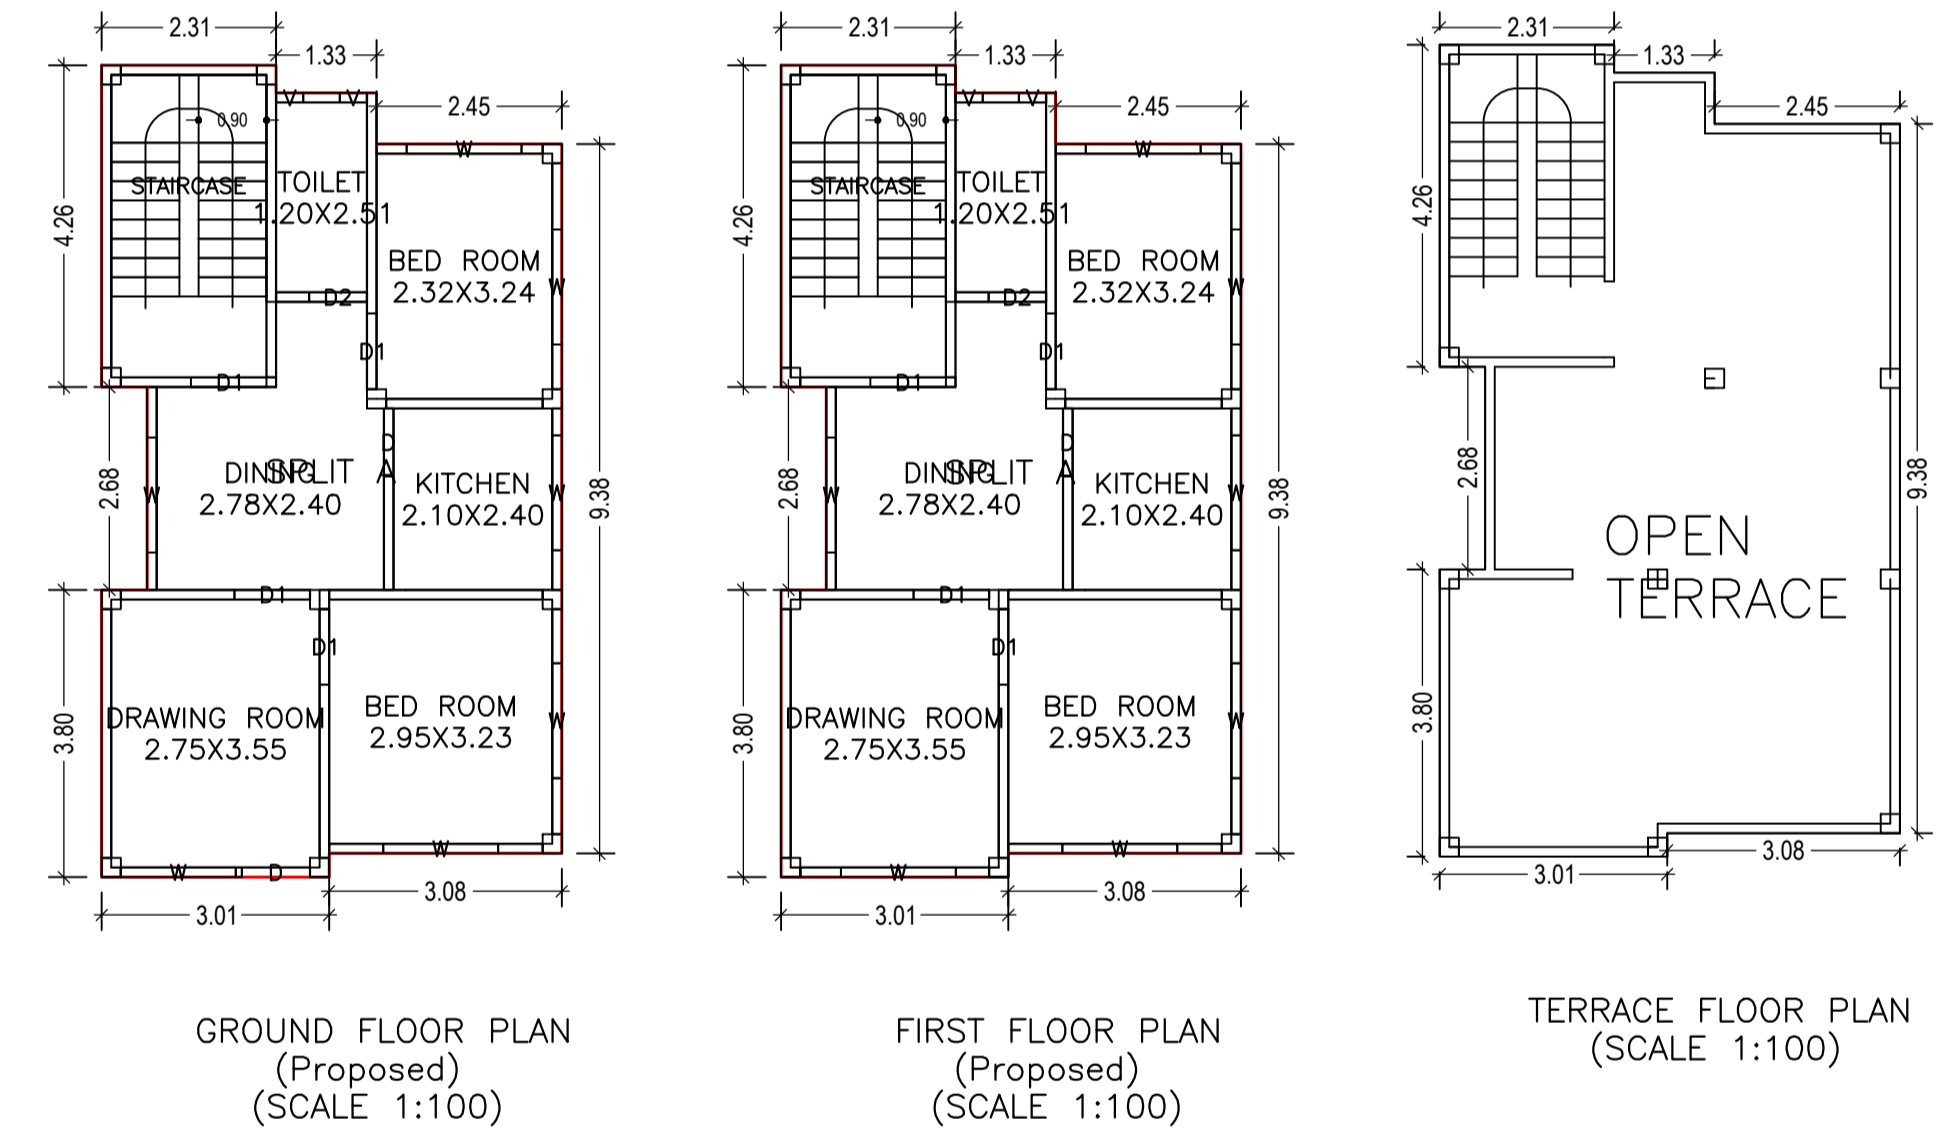 2.31
1.33
2.45
V V
0.90
W
STAIRCASE
TOILET
1.20X2.51
4.26
BED ROOM
2.32X3.24
W
D2
D1
D1
D
DINING
SPLIT A
2.78X2.40
KITCHEN
2.10X2.40
2.68
W
W
9.38
D1
D1
DRAWING ROOM
2.75X3.55
BED ROOM
2.95X3.23
3.80
W
W
W
D
3.08
3.01
GROUND FLOOR PLAN
(Proposed)
(SCALE 1:100)
2.31
1.33
2.45
V V
0.90
W
STAIRCASE
TOILET
1.20X2.51
4.26
BED ROOM
2.32X3.24
W
D2
D1
D1
D
DINING
SPLIT A
2.78X2.40
KITCHEN
2.10X2.40
2.68
W
W
9.38
D1
D1
DRAWING ROOM
2.75X3.55
BED ROOM
2.95X3.23
3.80
W
W
W
3.08
3.01
FIRST FLOOR PLAN
(Proposed)
(SCALE 1:100)
2.31
1.33
2.45
4.26
2.68
9.38
OPEN
TERRACE
3.80
3.08
3.01
TERRACE FLOOR PLAN
(SCALE 1:100)